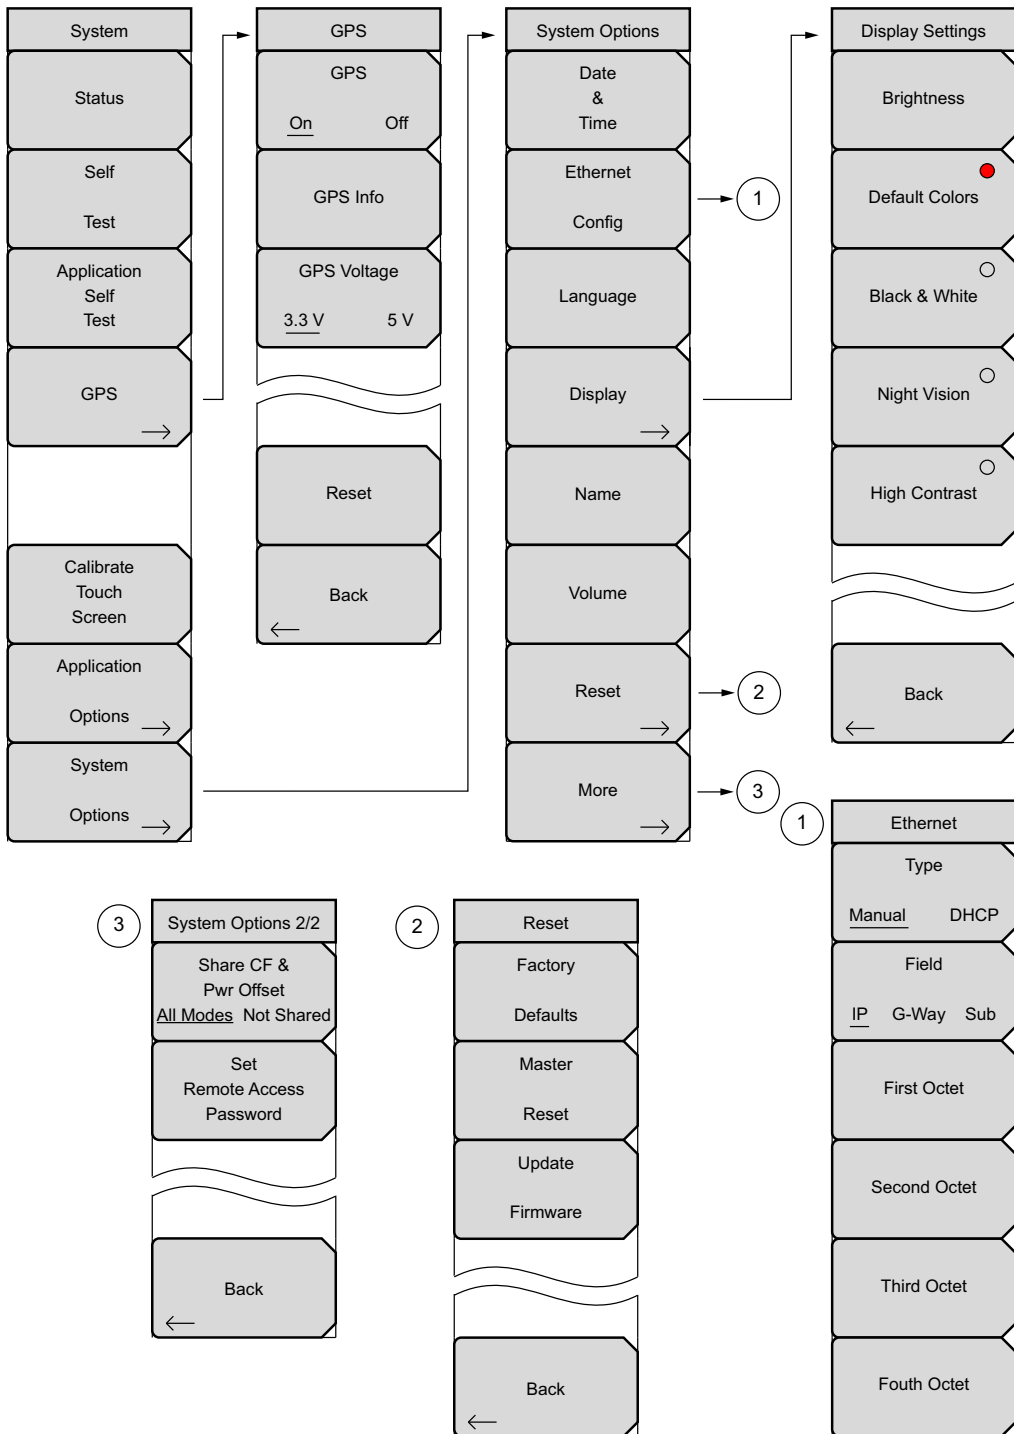 System
Status
Self
Test
Application
Self
Test
GPS
Calibrate
Touch
Screen
Application
Options
System
Options
GPS
GPS
On Off
GPS Info
GPS Voltage
3.3 V 5 V
Reset
Back
System Options
Date
&
Time
Ethernet
Config
1
Language
Display
Name
Volume
Reset
2
More
3
Display Settings
Brightness
Default Colors
Black & White
Night Vision
High Contrast
Back
3
System Options 2/2
Share CF &
Pwr Offset
All Modes Not Shared
Set
Remote Access
Password
Back
2
Reset
Factory
Defaults
Master
Reset
Update
Firmware
Back
1
Ethernet
Type
Manual DHCP
Field
IP G-Way Sub
First Octet
Second Octet
Third Octet
Fouth Octet